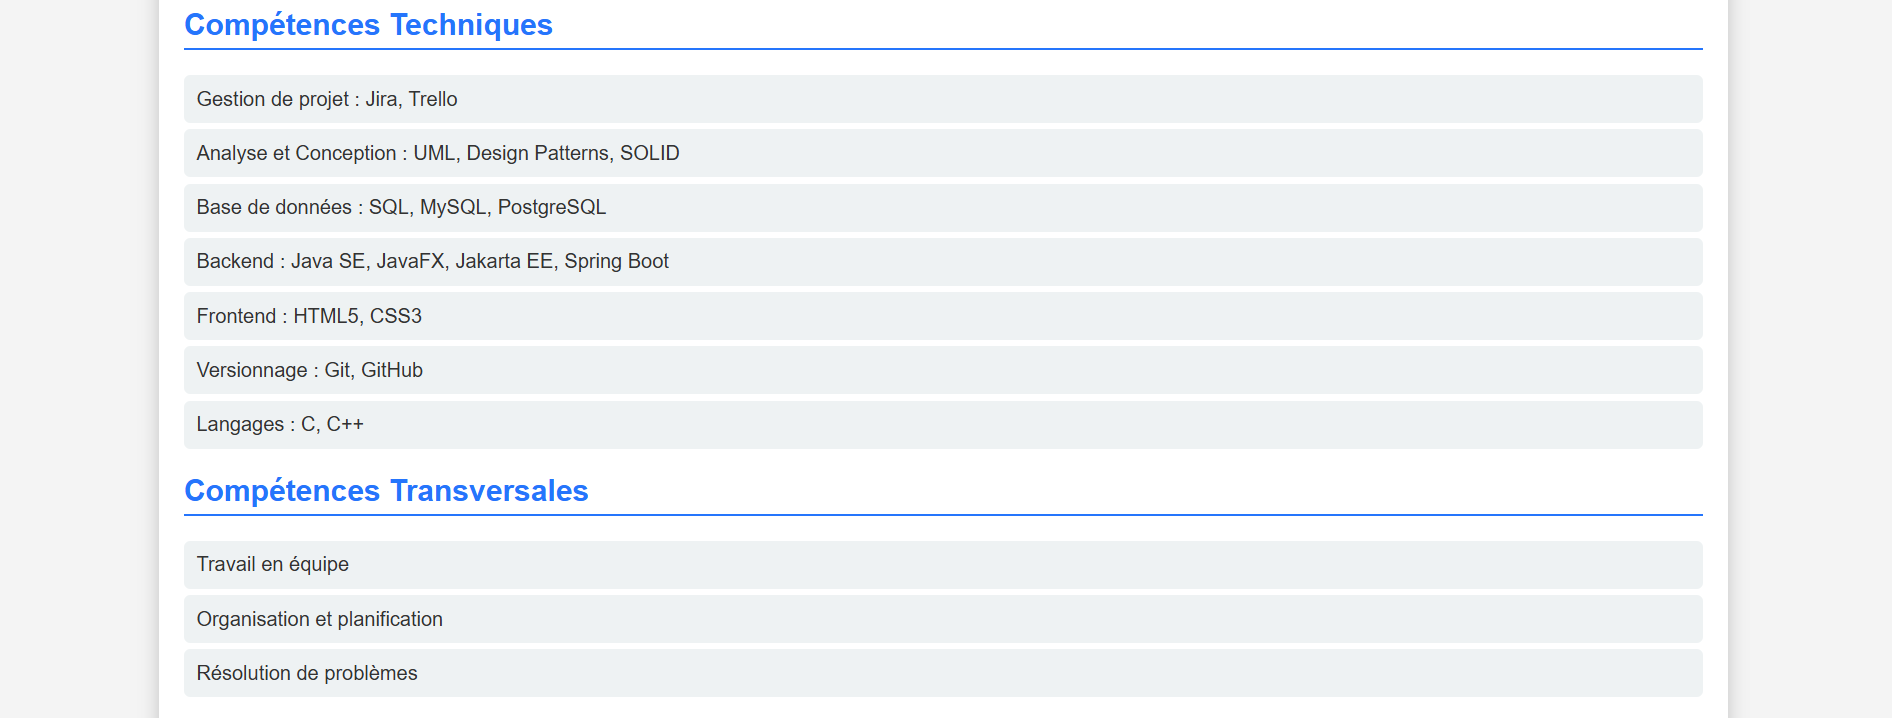 Compétences Techniques
Gestion de projet : Jira, Trello
Analyse et Conception : UML, Design Patterns, SOLID
Base de données : SQL, MySQL, PostgreSQL
Backend : Java SE, JavaFX, Jakarta EE, Spring Boot
Frontend : HTML5, CSS3
Versionnage : Git, GitHub
Langages : C, C++
Compétences Transversales
Travail en équipe
Organisation et planification
Résolution de problèmes